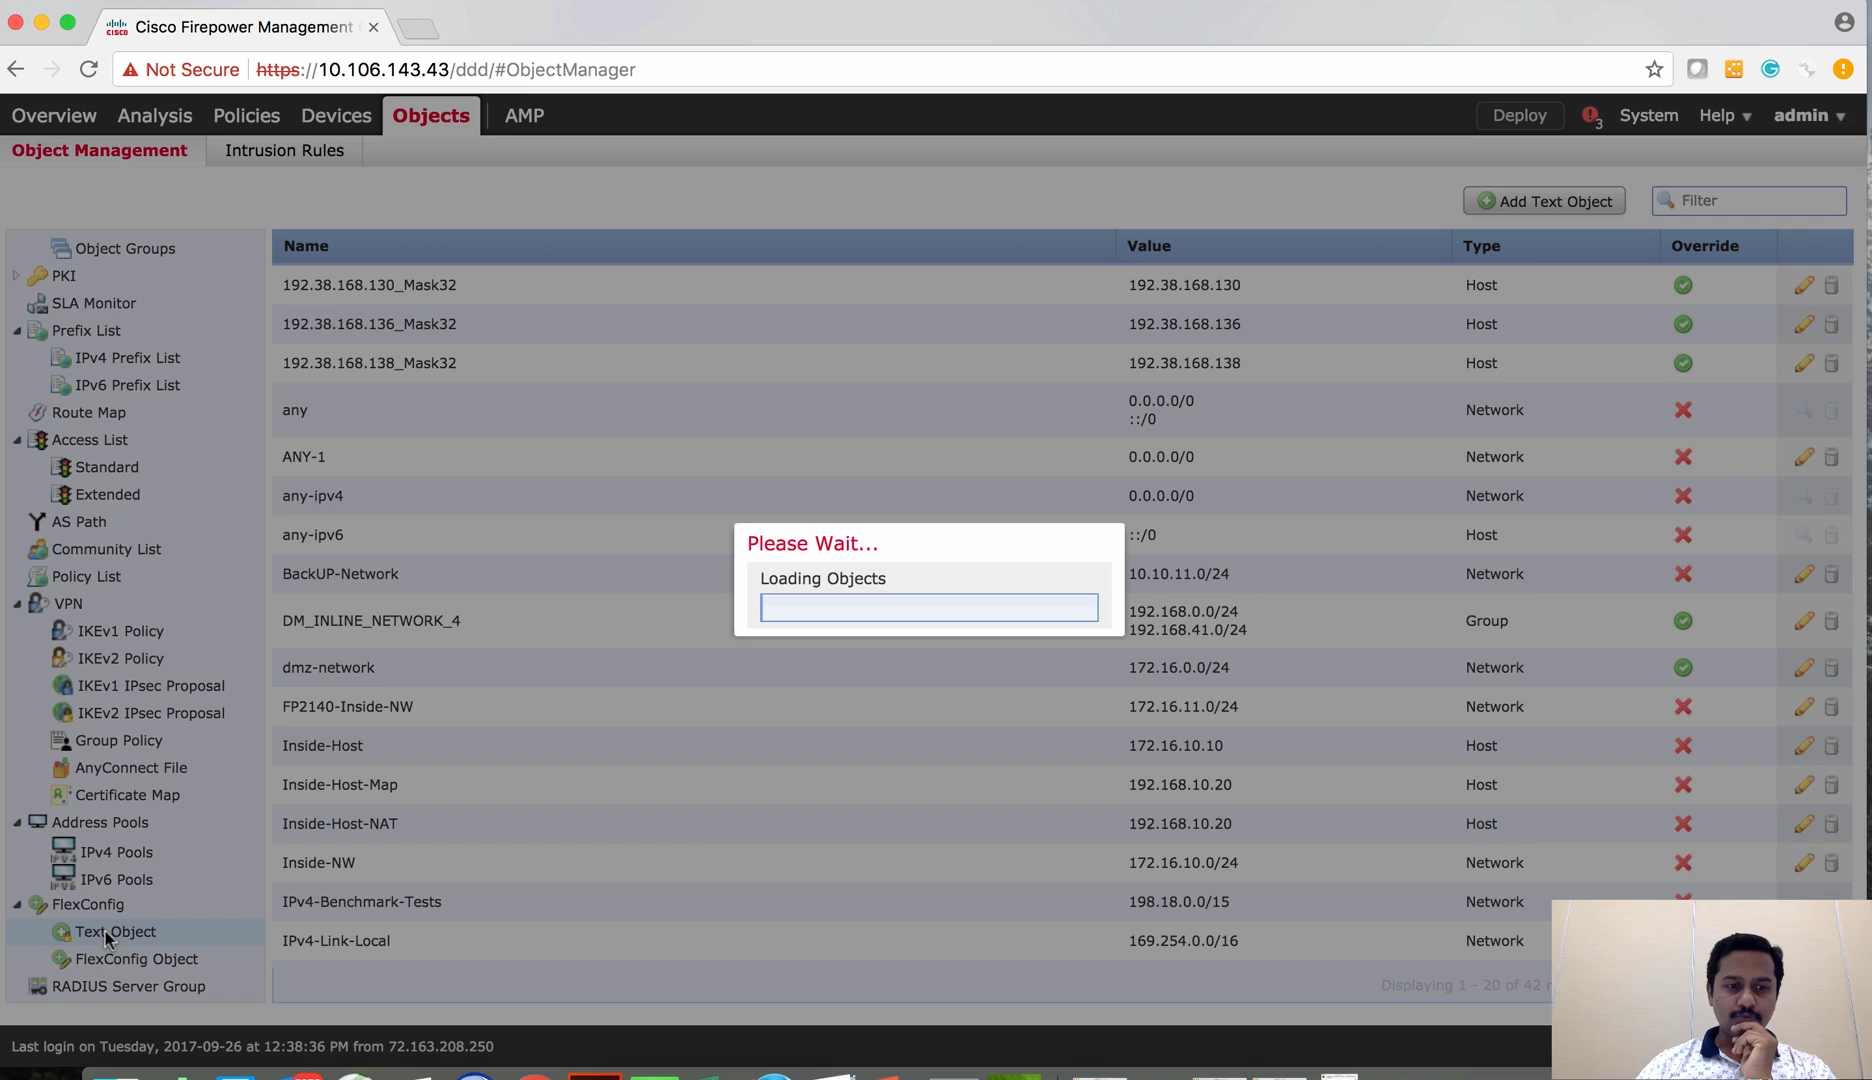 Cisco Firepower Management
Not Secure https://10.106.143.43/ddd/#ObjectManager
Overview Analysis Policies Devices Objects AMP Deploy 3 System Help admin
Object Management Intrusion Rules
Add Text Object Filter
Object Groups
PKI
SLA Monitor
Prefix List
IPv4 Prefix List
IPv6 Prefix List
Route Map
Access List
Standard
Extended
AS Path
Community List
Policy List
VPN
IKEv1 Policy
IKEv2 Policy
IKEv1 IPsec Proposal
IKEv2 IPsec Proposal
Group Policy
AnyConnect File
Certificate Map
Address Pools
IPv4 Pools
IPv6 Pools
FlexConfig
Text Object
FlexConfig Object
RADIUS Server Group
Name Value Type Override
192.38.168.130_Mask32 192.38.168.130 Host
192.38.168.136_Mask32 192.38.168.136 Host
192.38.168.138_Mask32 192.38.168.138 Host
any 0.0.0.0/0 Network
::/0
ANY-1 0.0.0.0/0 Network
any-ipv4 0.0.0.0/0 Network
any-ipv6 ::/0 Host
BackUP-Network 10.10.11.0/24 Network
DM_INLINE_NETWORK_4 192.168.0.0/24 Group
192.168.41.0/24
dmz-network 172.16.0.0/24 Network
FP2140-Inside-NW 172.16.11.0/24 Network
Inside-Host 172.16.10.10 Host
Inside-Host-Map 192.168.10.20 Host
Inside-Host-NAT 192.168.10.20 Host
Inside-NW 172.16.10.0/24 Network
IPv4-Benchmark-Tests 198.18.0.0/15 Network
IPv4-Link-Local 169.254.0.0/16 Network
Please Wait...
Loading Objects
Displaying 1 - 20 of 42
Last login on Tuesday, 2017-09-26 at 12:38:36 PM from 72.163.208.250